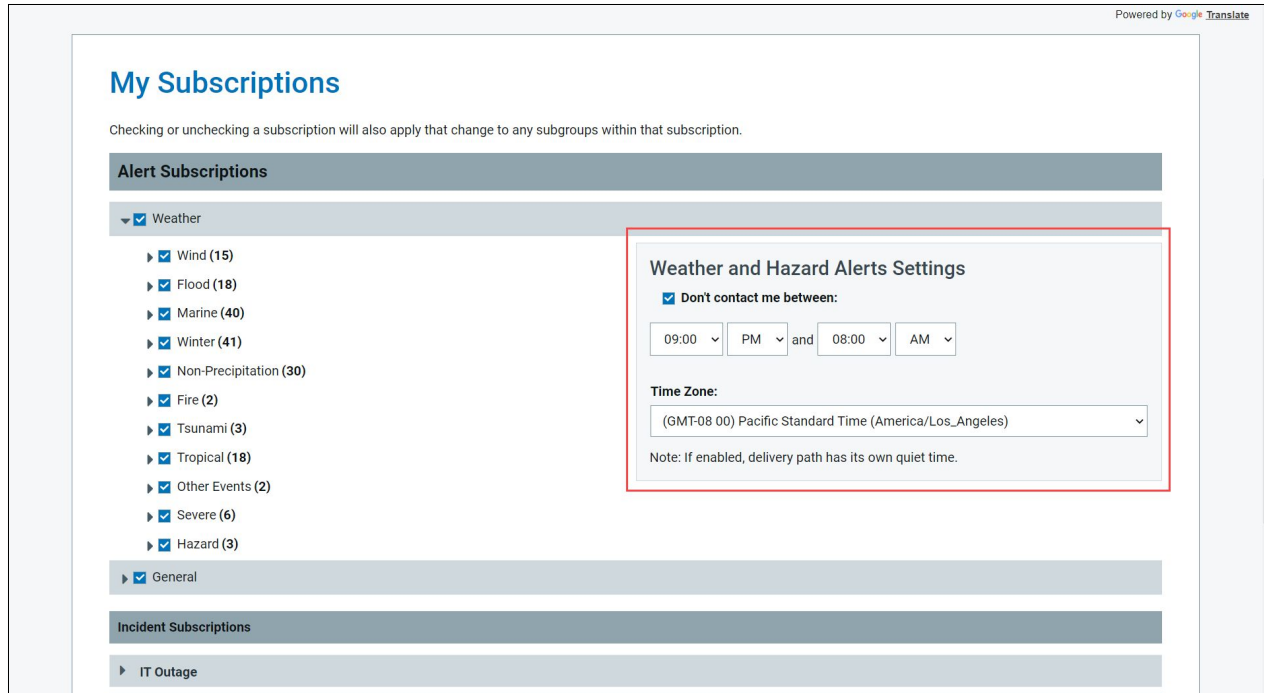 Powered by Google Translate
My Subscriptions
Checking or unchecking a subscription will also apply that change to any subgroups within that subscription.
Alert Subscriptions
Weather
Wind (15)
Flood (18)
Marine (40)
Winter (41)
Non-Precipitation (30)
Fire (2)
Tsunami (3)
Tropical (18)
Other Events (2)
Severe (6)
Hazard (3)
Weather and Hazard Alerts Settings
Don't contact me between:
09:00 PM and 08:00 AM
Time Zone:
(GMT-08 00) Pacific Standard Time (America/Los_Angeles)
Note: If enabled, delivery path has its own quiet time.
General
Incident Subscriptions
IT Outage